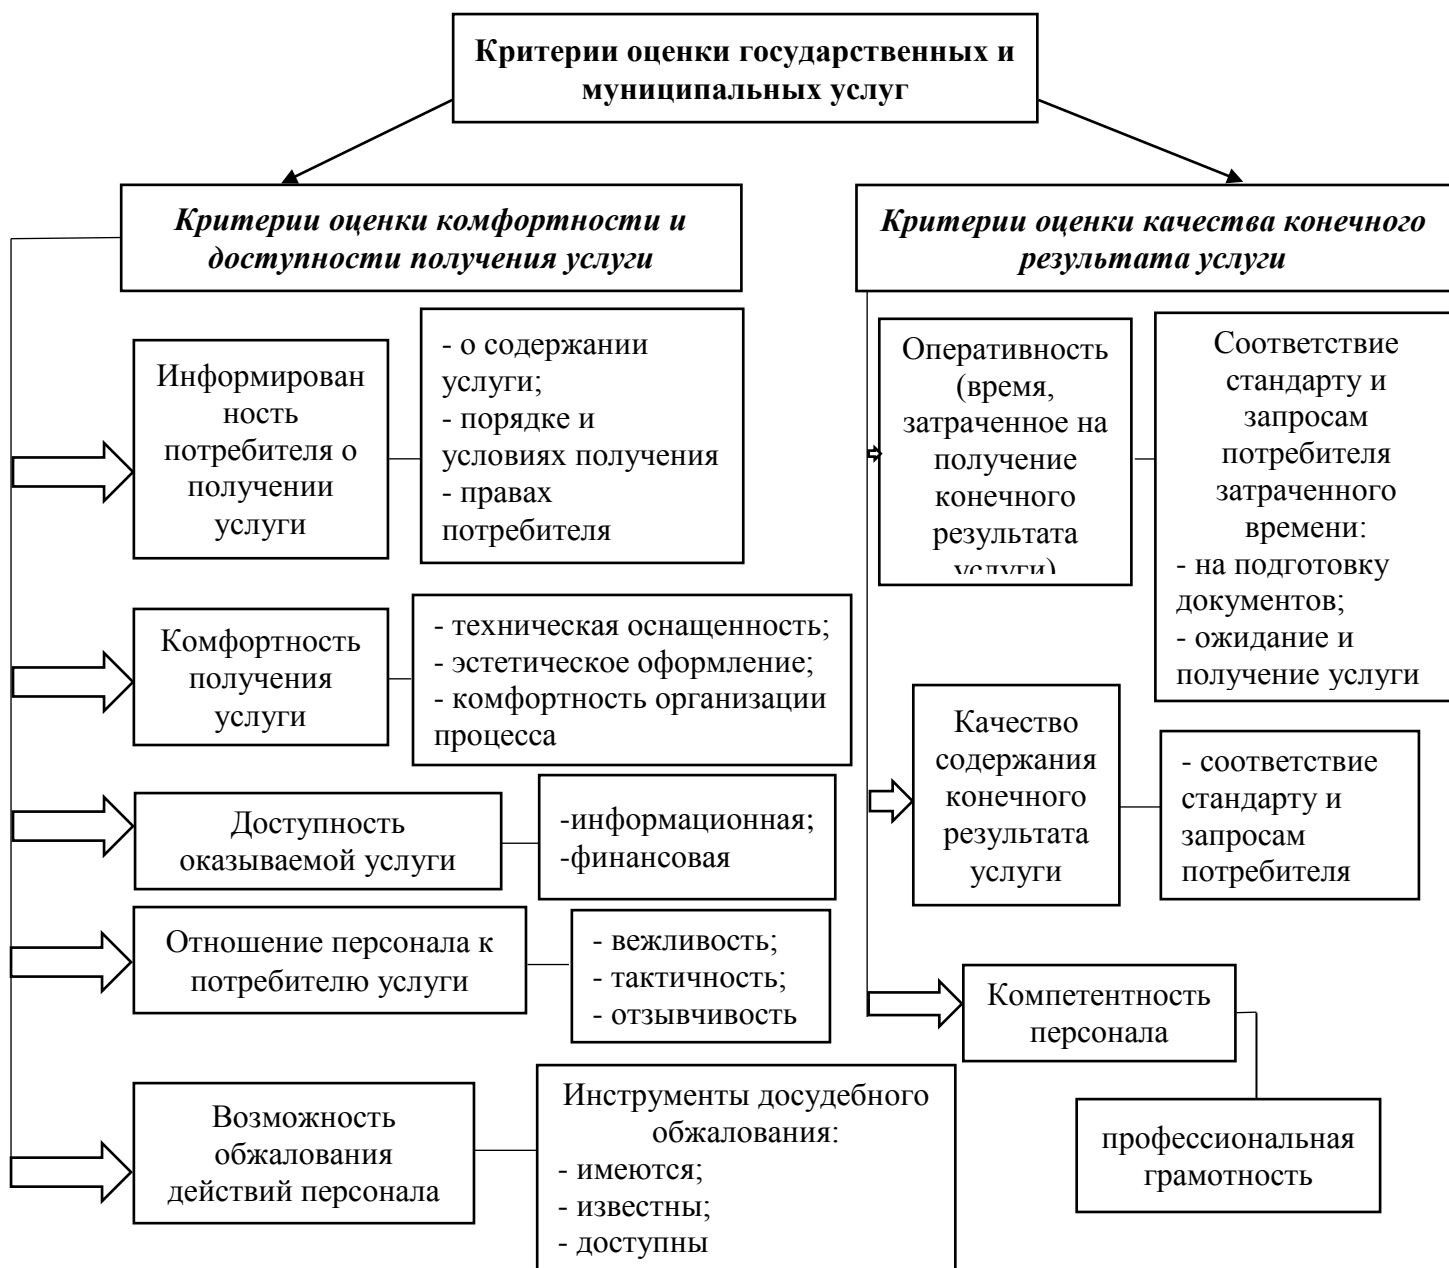 Критерии оценки государственных и
муниципальных услуг
Критерии оценки комфортности и
доступности получения услуги
Информирован
ность
потребителя о
получении
услуги
- о содержании
услуги;
- порядке и
условиях получения
- правах
потребителя
Комфортность
получения
услуги
- техническая оснащенность;
- эстетическое оформление;
- комфортность организации
процесса
Доступность
оказываемой услуги
-информационная;
-финансовая
Отношение персонала к
потребителю услуги
- вежливость;
- тактичность;
- отзывчивость
Возможность
обжалования
действий персонала
Инструменты досудебного
обжалования:
- имеются;
- известны;
- доступны
Критерии оценки качества конечного
результата услуги
Оперативность
(время,
затраченное на
получение
конечного
результата
услуги)
Соответствие
стандарту и
запросам
потребителя
затраченного
времени:
- на подготовку
документов;
- ожидание и
получение услуги
Качество
содержания
конечного
результата
услуги
- соответствие
стандарту и
запросам
потребителя
Компетентность
персонала
профессиональная
грамотность